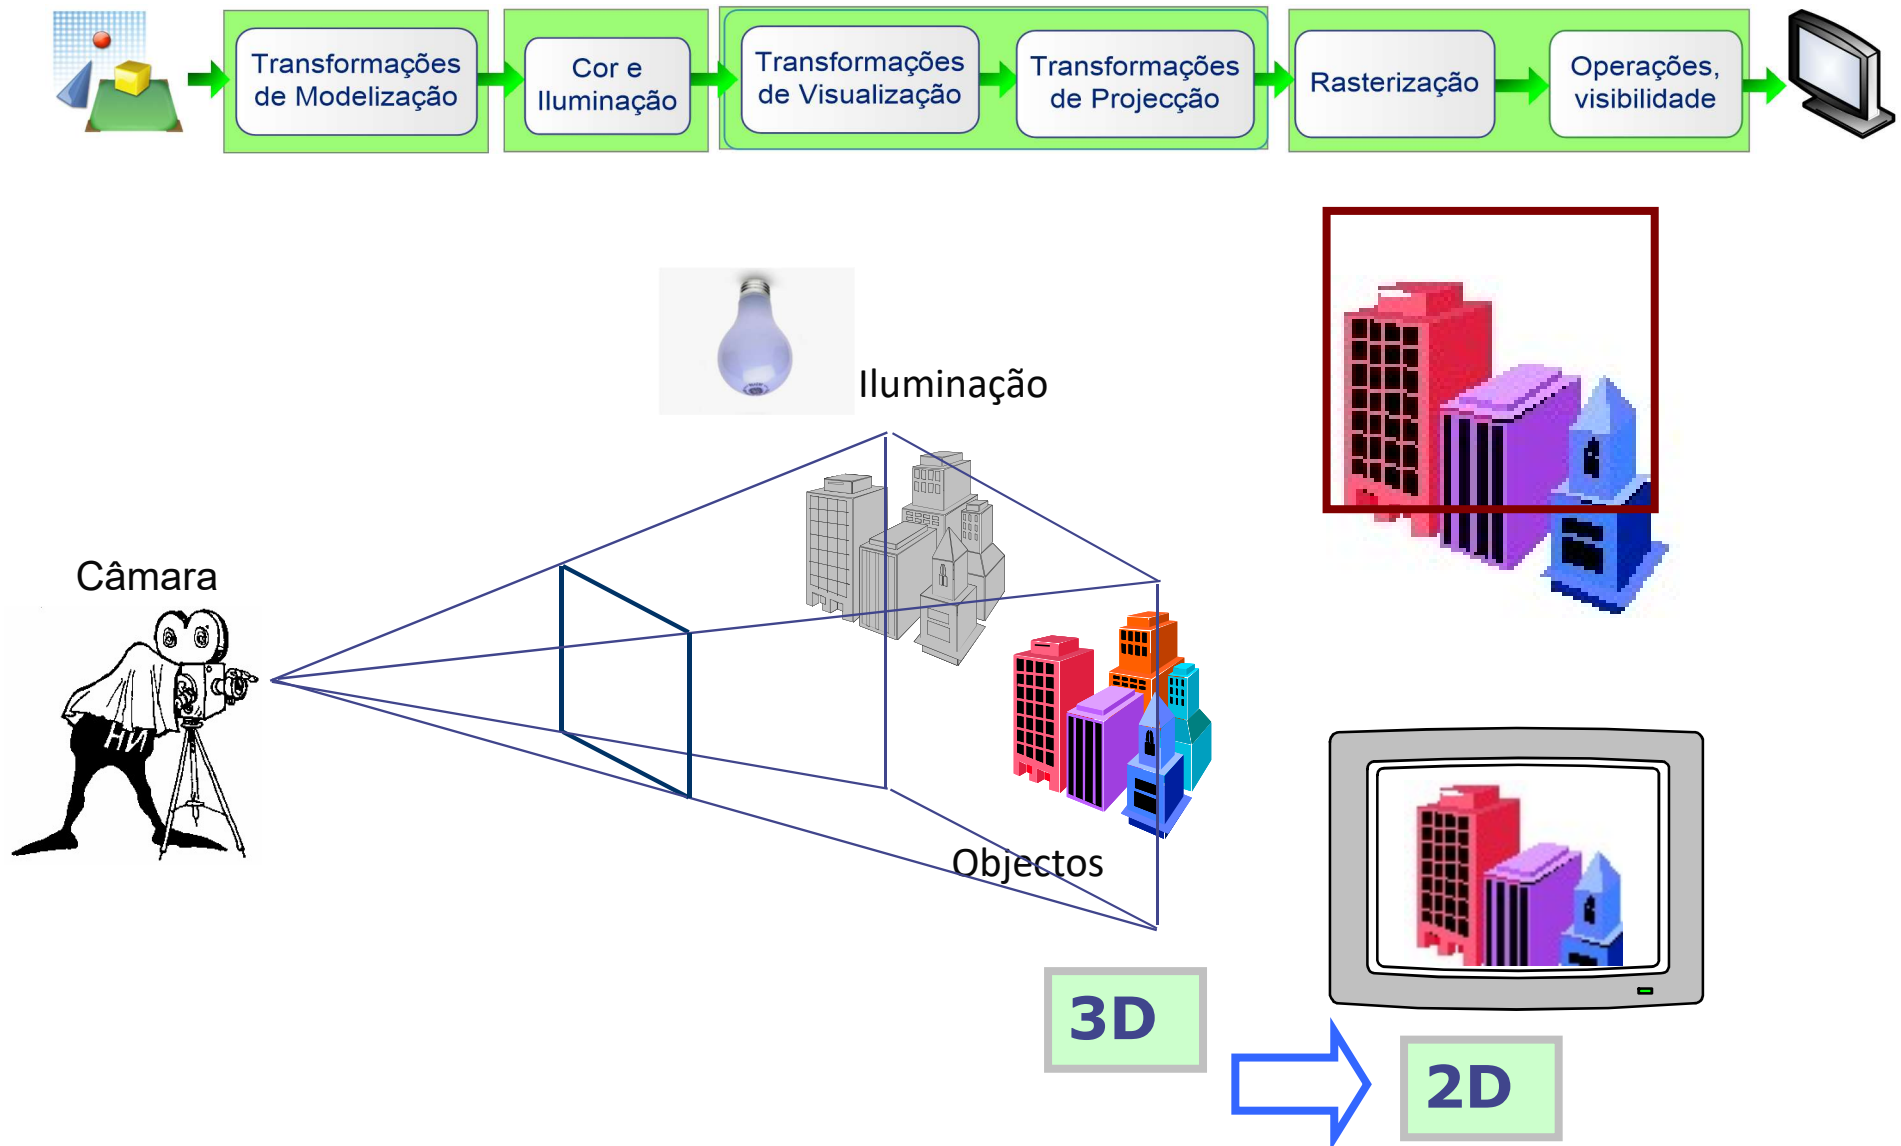 Transformações
de Modelização
Cor e
Iluminação
Transformações
de Visualização
Transformações
de Projecção
Rasterização
Operações,
visibilidade
Iluminação
Câmara
НИ
Objectos
3D
2D